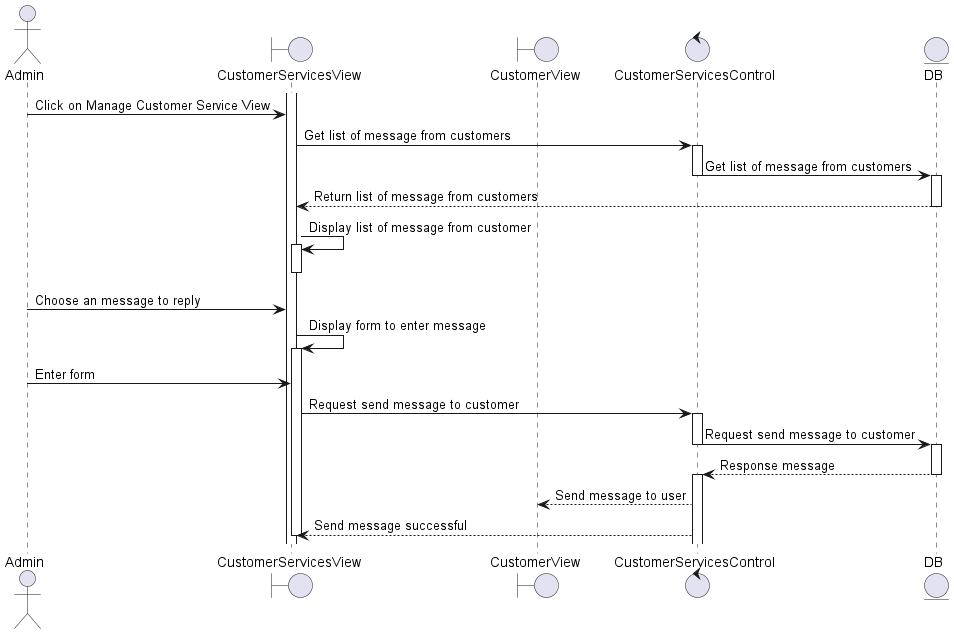 Admin
CustomerServicesView
CustomerView
CustomerServicesControl
DB
Click on Manage Customer Service View
Get list of message from customers
Get list of message from customers
Return list of message from customers
Display list of message from customer
Choose an message to reply
Display form to enter message
Enter form
Request send message to customer
Request send message to customer
Response message
Send message to user
Send message successful
Admin
CustomerServicesView
CustomerView
CustomerServicesControl
DB